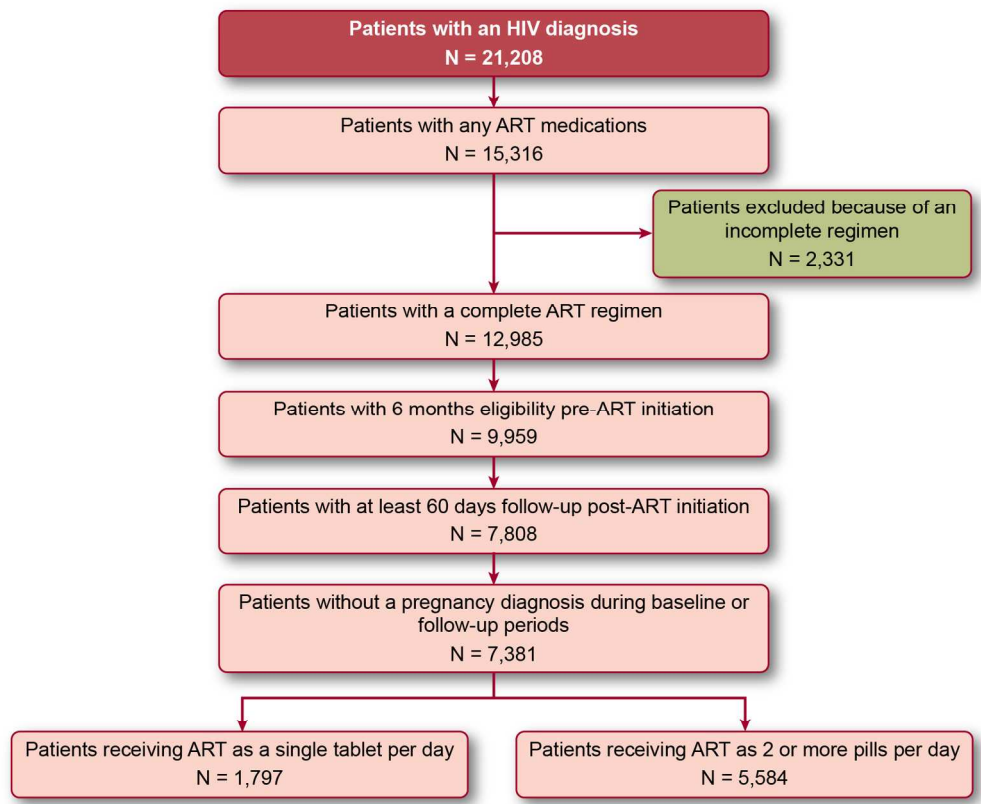 Patients with an HIV diagnosis
N = 21,208
Patients with any ART medications
N = 15,316
Patients excluded because of an
incomplete regimen
N = 2,331
Patients with a complete ART regimen
N = 12,985
Patients with 6 months eligibility pre-ART initiation
N = 9,959
Patients with at least 60 days follow-up post-ART initiation
N = 7,808
Patients without a pregnancy diagnosis during baseline or
follow-up periods
N = 7,381
Patients receiving ART as a single tablet per day
N = 1,797
Patients receiving ART as 2 or more pills per day
N = 5,584